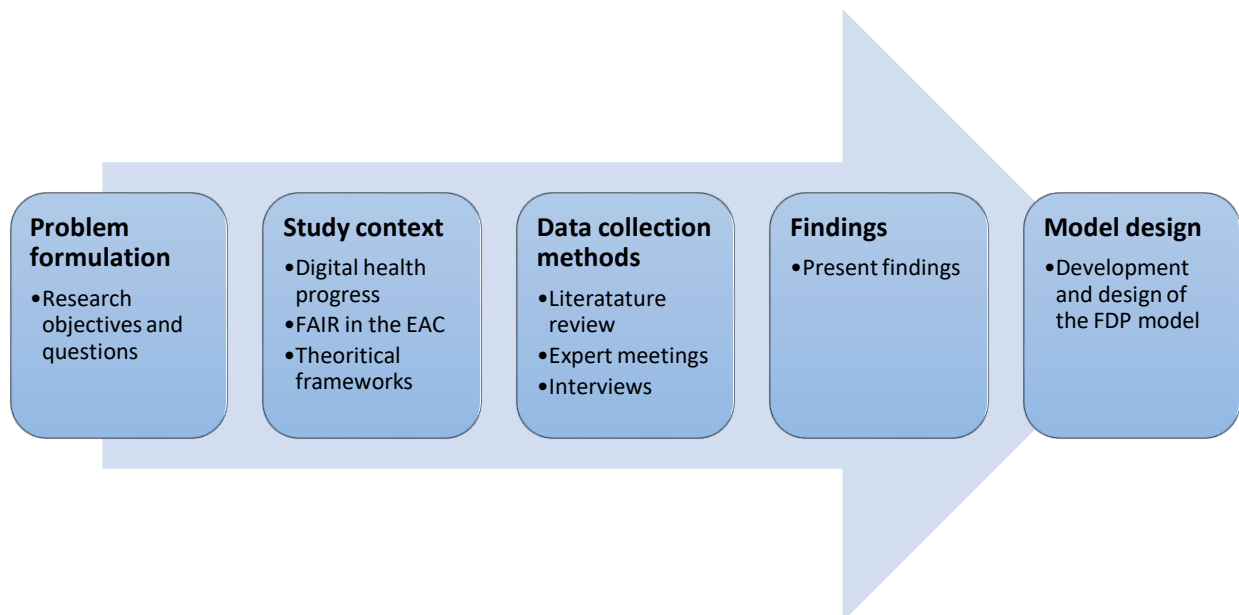 Problem
formulation
•Research
objectives and
questions
Study context
•Digital health
progress
•FAIR in the EAC
•Theoritical
frameworks
Data collection
methods
•Literatature
review
•Expert meetings
•Interviews
Findings
•Present findings
Model design
•Development
and design of
the FDP model